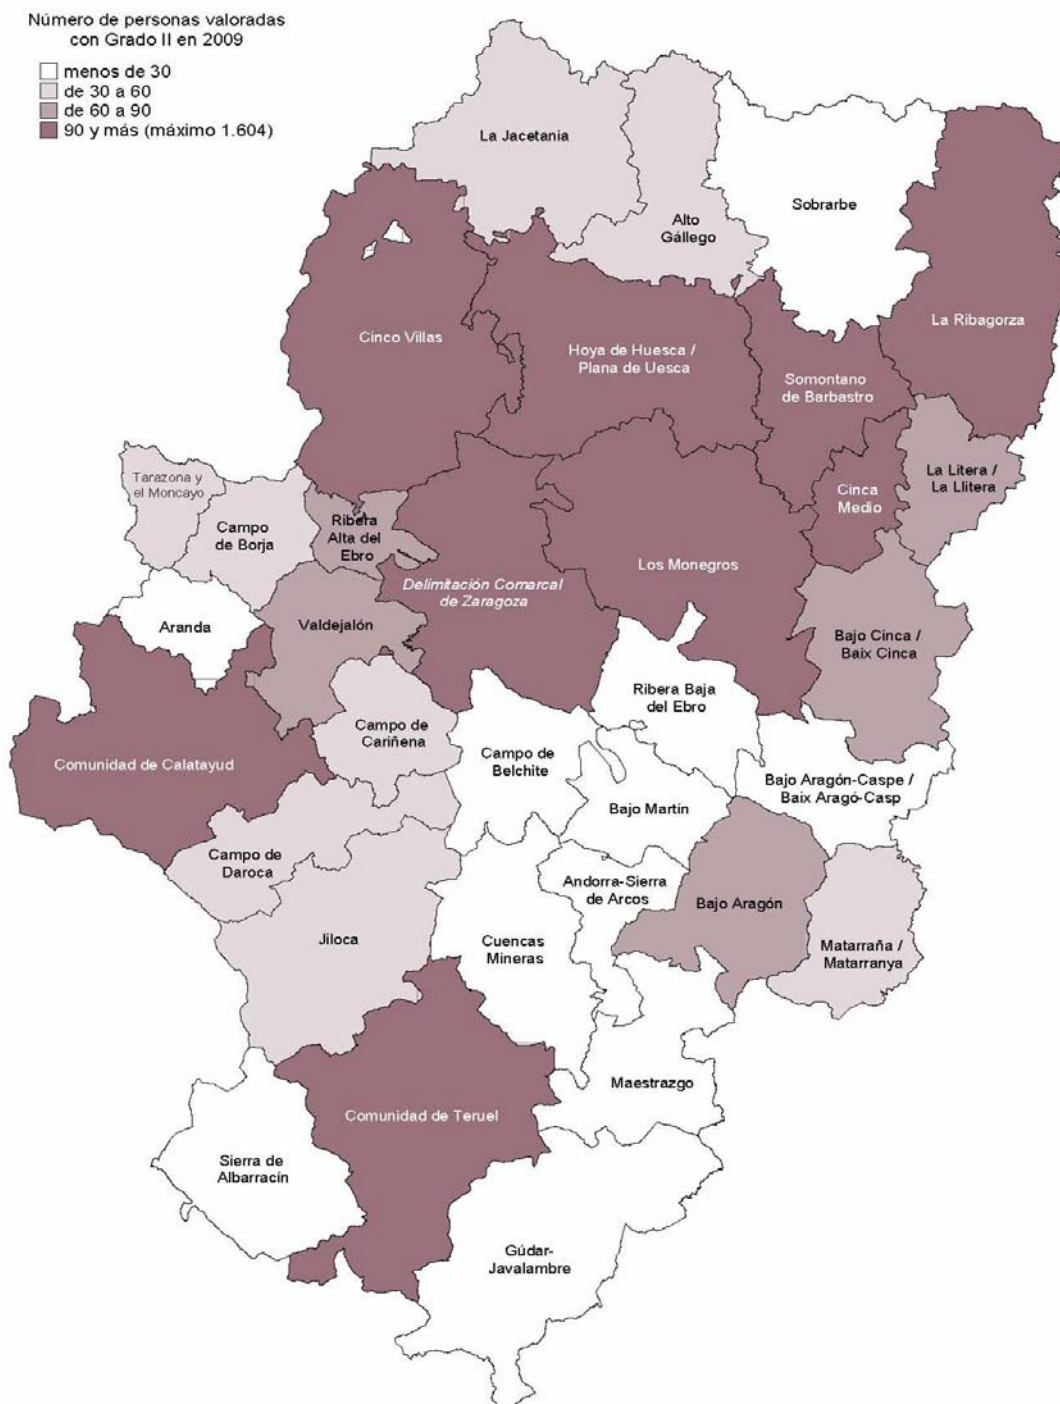 Número de personas valoradas
con Grado II en 2009
menos de 30
de 30 a 60
de 60 a 90
90 y más (máximo 1.604)
La Jacetania
Alto
Gállego
Sobrarbe
La Ribagorza
Cinco Villas
Hoya de Huesca /
Plana de Uesca
Somontano
de Barbastro
Tarazona y
el Moncayo
Campo
de Borja
Ribera
Alta del
Ebro
La Litera /
La Llitera
Cinca
Medio
Delimitación Comarcal
de Zaragoza
Los Monegros
Aranda
Valdejalón
Bajo Cinca /
Baix Cinca
Ribera Baja
del Ebro
Campo de
Cariñena
Comunidad de Calatayud
Campo de
Belchite
Bajo Aragón-Caspe /
Baix Aragó-Casp
Bajo Martín
Campo de
Daroca
Andorra-Sierra
de Arcos
Bajo Aragón
Jiloca
Cuencas
Mineras
Matarraña /
Matarranya
Maestrazgo
Comunidad de Teruel
Sierra de
Albarracín
Gúdar-
Javalambre